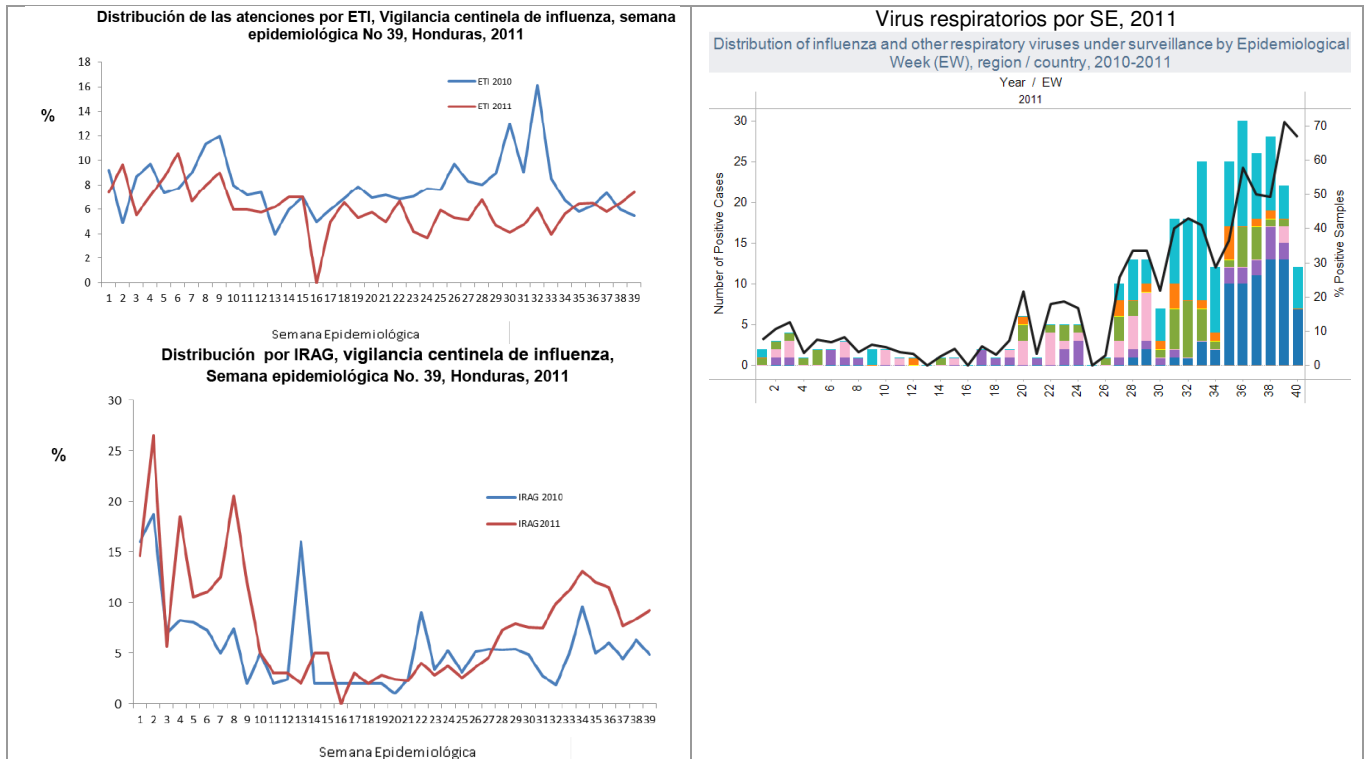 Distribución de las atenciones por ETI, Vigilancia centinela de influenza, semana
epidemiológica No 39, Honduras, 2011
18
16
14
12
10
8
6
4
2
0
%
ETI 2010
ETI 2011
1 2 3 4 5 6 7 8 9 10 11 12 13 14 15 16 17 18 19 20 21 22 23 24 25 26 27 28 29 30 31 32 33 34 35 36 37 38 39
Semana Epidemiológica
Distribución por IRAG, vigilancia centinela de influenza,
Semana epidemiológica No. 39, Honduras, 2011
30
25
20
15
10
5
0
%
IRAG 2010
IRAG2011
1 2 3 4 5 6 7 8 9 10 11 12 13 14 15 16 17 18 19 20 21 22 23 24 25 26 27 28 29 30 31 32 33 34 35 36 37 38 39
Semana Epidemiológica
Virus respiratorios por SE, 2011
Distribution of influenza and other respiratory viruses under surveillance by Epidemiological
Week (EW), region / country, 2010-2011
Year / EW
2011
Number of Positive Cases
30
25
20
15
10
5
0
70
60
50
40
30
20
10
0
% Positive Samples
2 4 6 8 10 12 14 16 18 20 22 24 26 28 30 32 34 36 38 40